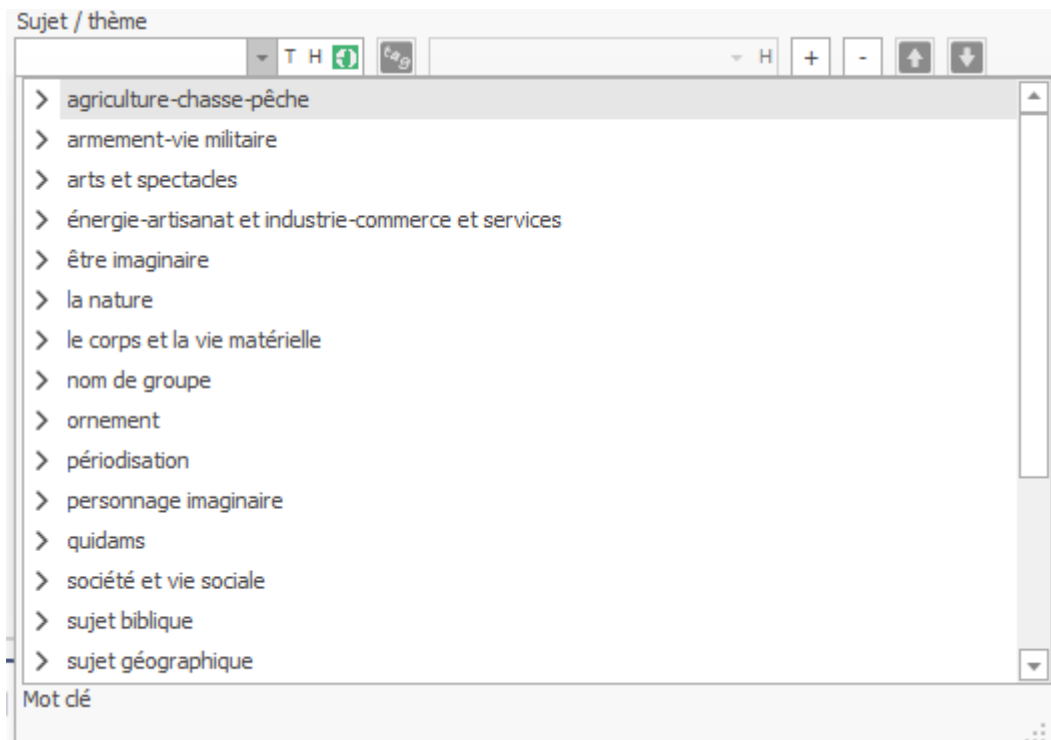 Sujet / thème
T H tag H + -
agriculture-chasse-pêche
armement-vie militaire
arts et spectacles
énergie-artisanat et industrie-commerce et services
être imaginaire
la nature
le corps et la vie matérielle
nom de groupe
ornement
périodisation
personnage imaginaire
quidams
société et vie sociale
sujet biblique
sujet géographique
Mot clé